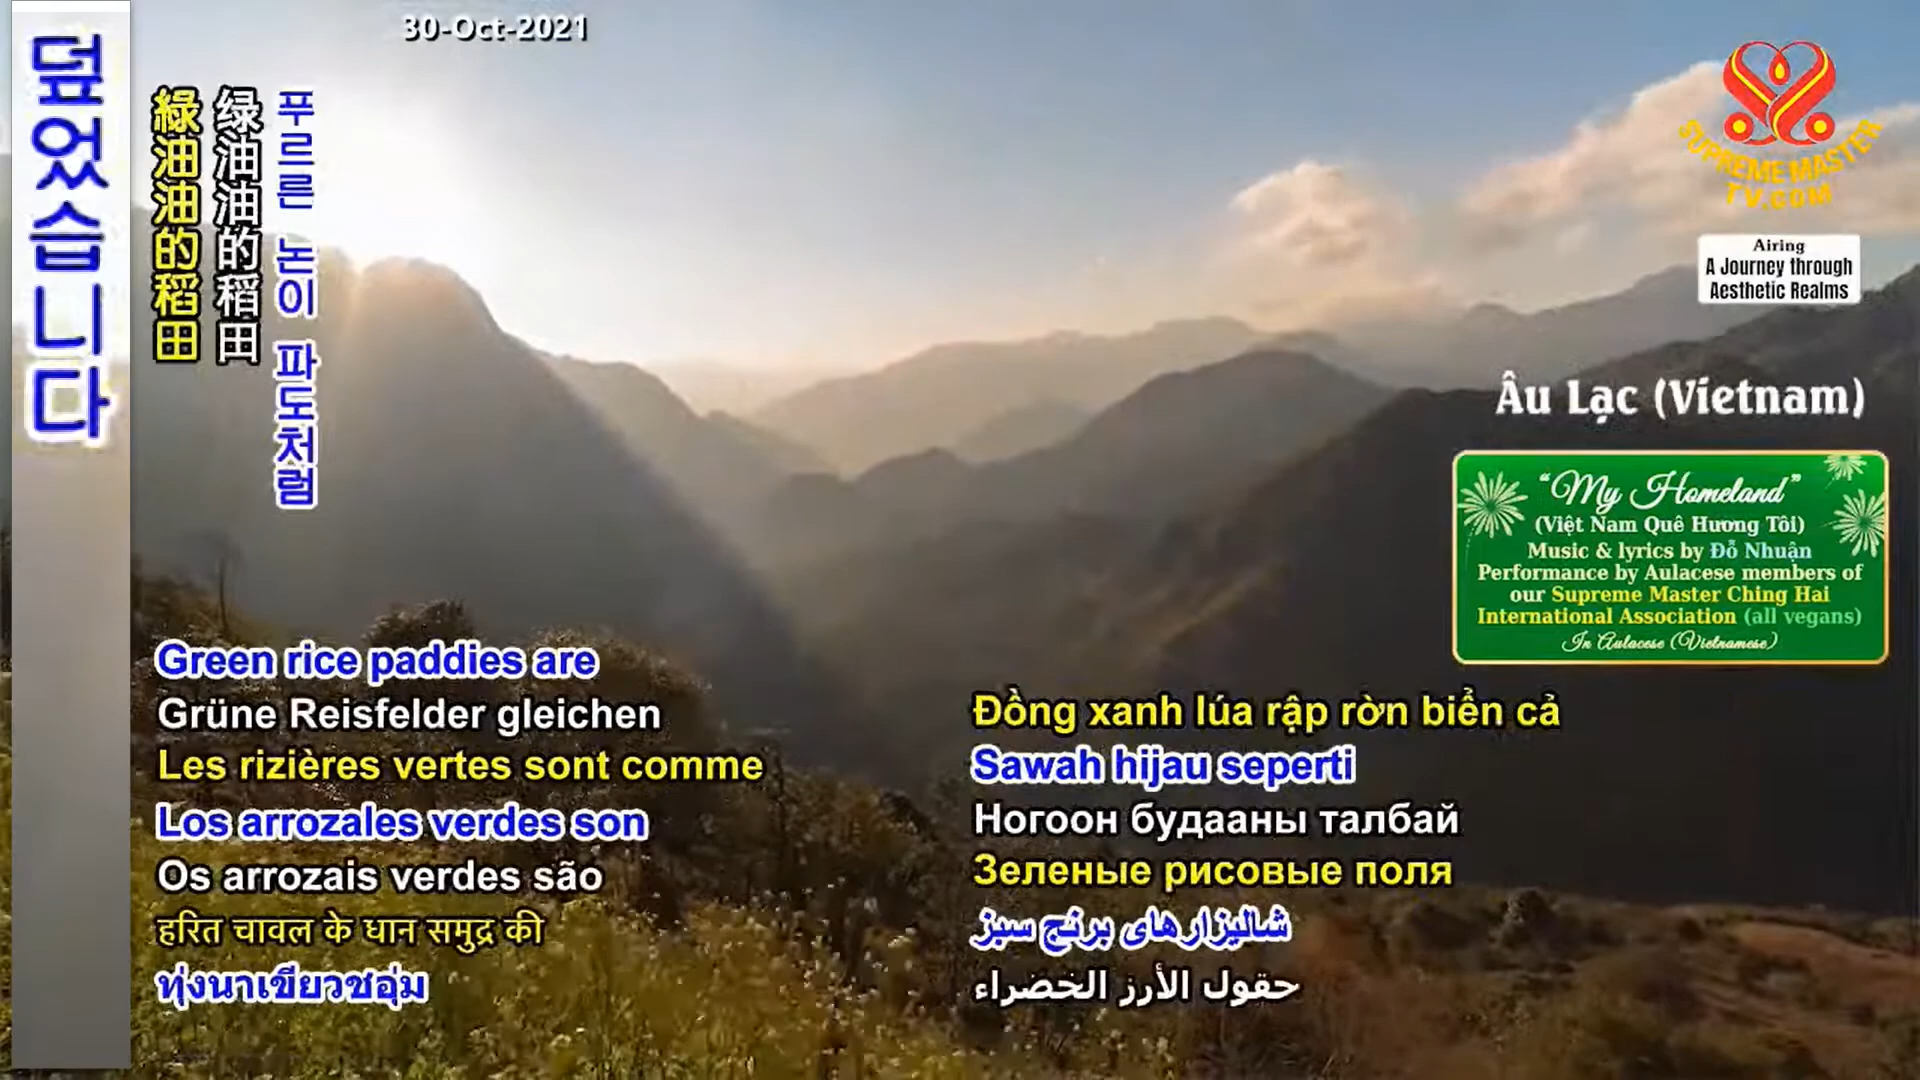 30-Oct-2021
덮었습니다
綠油油的稻田
绿油油的稻田
푸르른 논이 파도처럼
SUPREME MASTER
TV.COM
Airing
A Journey through
Aesthetic Realms
Âu Lạc (Vietnam)
“My Homeland”
(Việt Nam Quê Hương Tôi)
Music & lyrics by Đỗ Nhuận
Performance by Aulacese members of
our Supreme Master Ching Hai
International Association (all vegans)
In Aulacese (Vietnamese)
Green rice paddies are
Grüne Reisfelder gleichen
Les rizières vertes sont comme
Los arrozales verdes son
Os arrozais verdes são
हरित चावल के धान समुद्र की
ทุ่งนาเขียวชอุ่ม
Đồng xanh lúa rập rờn biển cả
Sawah hijau seperti
Ногоон будааны талбай
Зеленые рисовые поля
شالیزارهای برنج سبز
حقول الأرز الخضراء